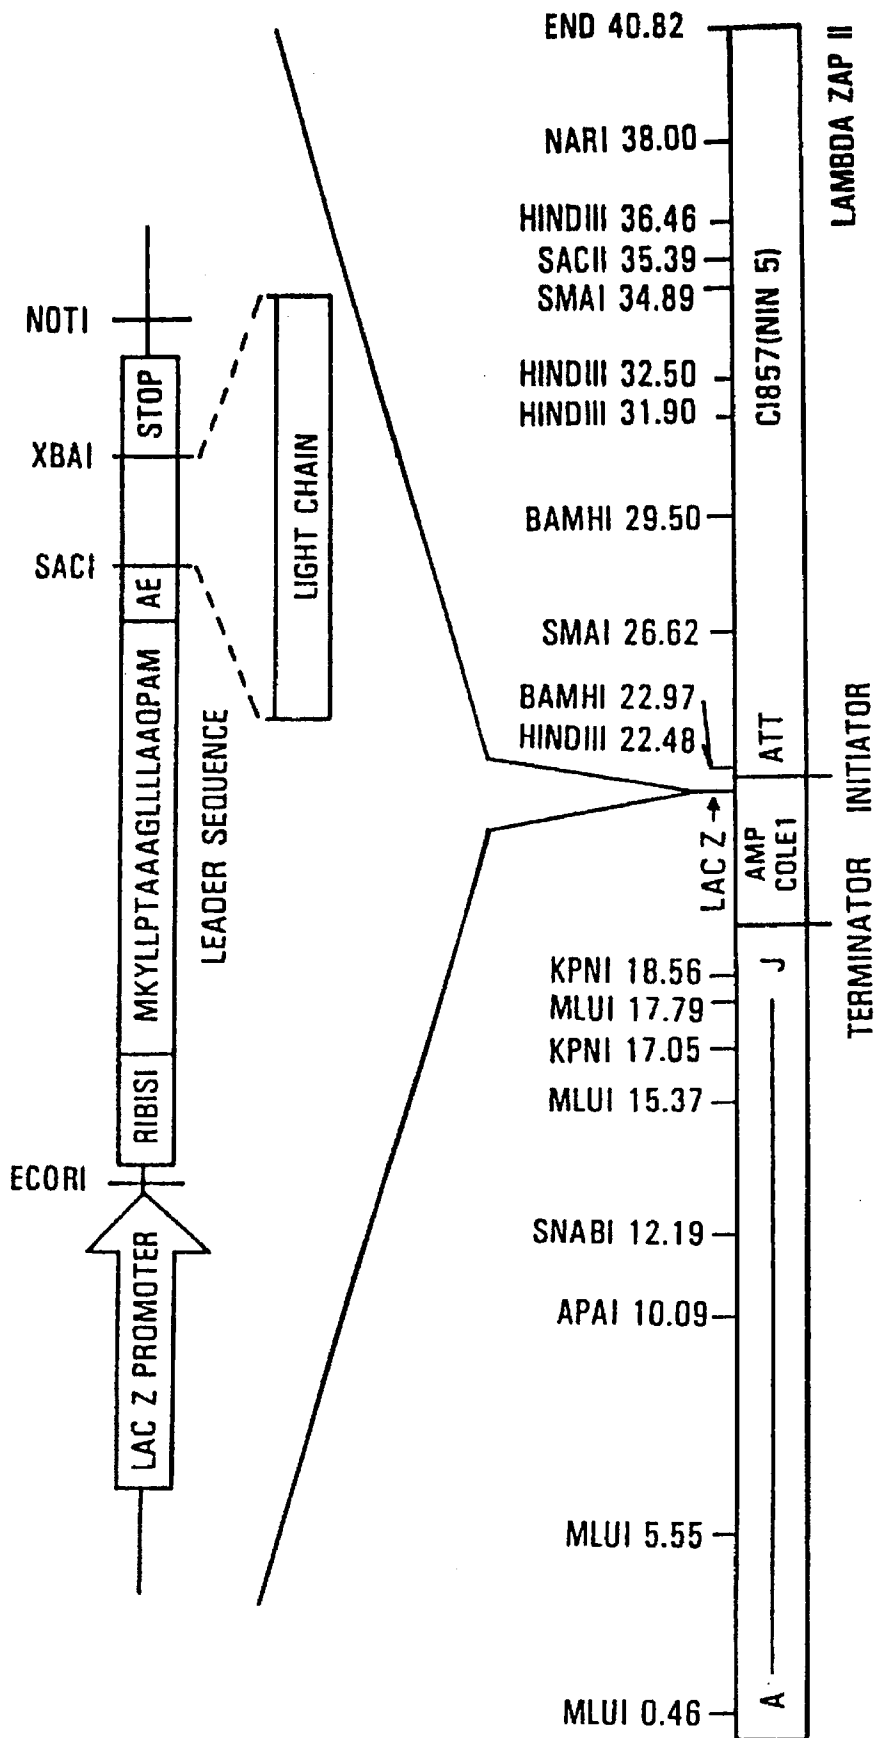 END 40.82
NARI 38.00
HINDIII 36.46
SACII 35.39
SMAI 34.89
HINDIII 32.50
HINDIII 31.90
BAMHI 29.50
SMAI 26.62
BAMHI 22.97
HINDIII 22.48
LAC Z
KPNI 18.56
MLUI 17.79
KPNI 17.05
MLUI 15.37
SNABI 12.19
APAI 10.09
MLUI 5.55
MLUI 0.46
LAMBDA ZAP II
CI857(NIN 5)
ATT
INITIATOR
AMP
COLE1
TERMINATOR
J
A
NOTI
STOP
XBAI
SACI
AE
LIGHT CHAIN
MKYLLPTAAAGLLLLAAQPAM
LEADER SEQUENCE
RIBISI
ECORI
LAC Z PROMOTER